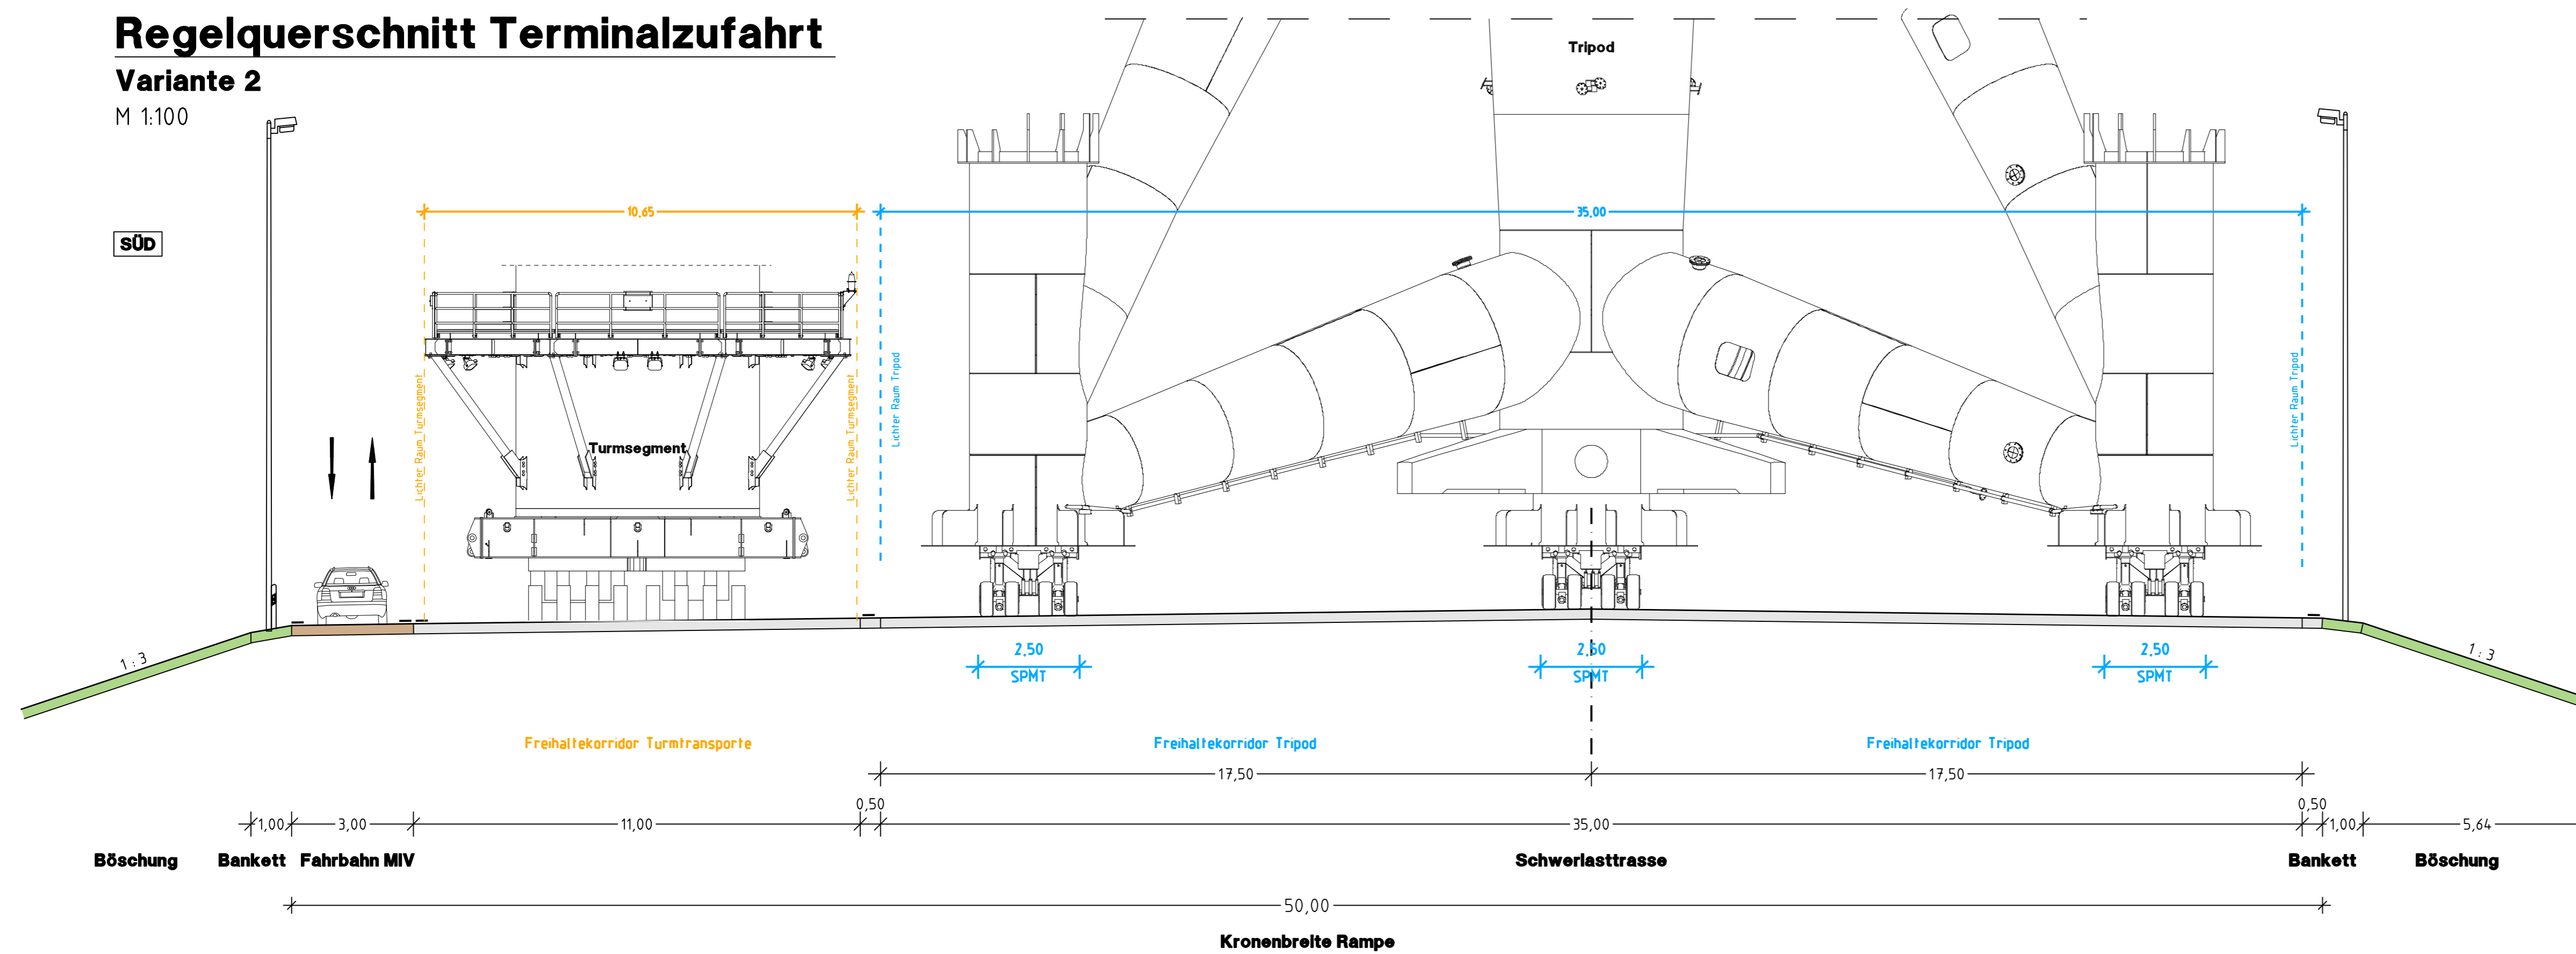 Regelquerschnitt Terminalzufahrt
Variante 2
M 1:100
SÜD
Tripod
10.65
35.00
Lichter Raum Turmsegment
Turmsegment
Lichter Raum Turmsegment
Lichter Raum Tripod
Lichter Raum Tripod
1 : 3
1 : 3
2.50
SPMT
2.50
SPMT
2.50
SPMT
Freihaltekorridor Turmtransporte
Freihaltekorridor Tripod
Freihaltekorridor Tripod
17,50
17,50
0,50
0,50
1,00
3,00
11,00
35,00
1,00
5,64
Böschung
Bankett
Fahrbahn MIV
Schwerlasttrasse
Bankett
Böschung
50,00
Kronenbreite Rampe